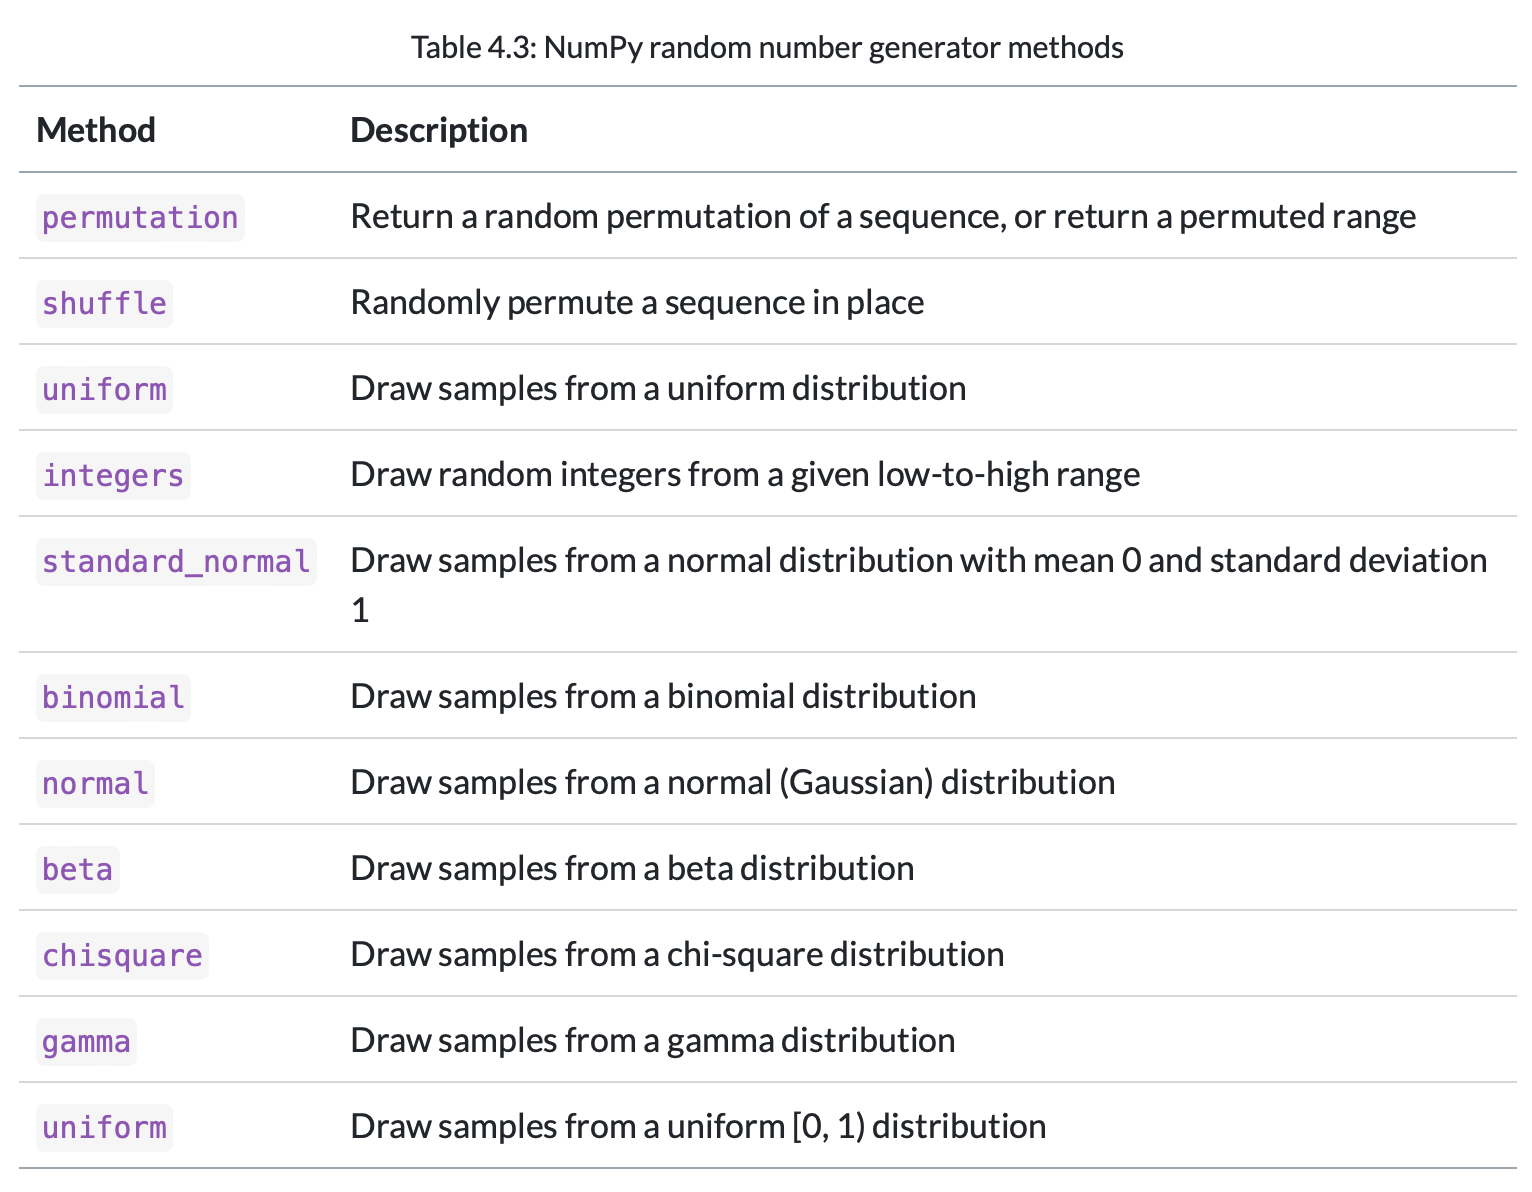 Table 4.3: NumPy random number generator methods
Method Description
permutation Return a random permutation of a sequence, or return a permuted range
shuffle Randomly permute a sequence in place
uniform Draw samples from a uniform distribution
integers Draw random integers from a given low-to-high range
standard_normal Draw samples from a normal distribution with mean 0 and standard deviation
1
binomial Draw samples from a binomial distribution
normal Draw samples from a normal (Gaussian) distribution
beta Draw samples from a beta distribution
chisquare Draw samples from a chi-square distribution
gamma Draw samples from a gamma distribution
uniform Draw samples from a uniform [0, 1) distribution